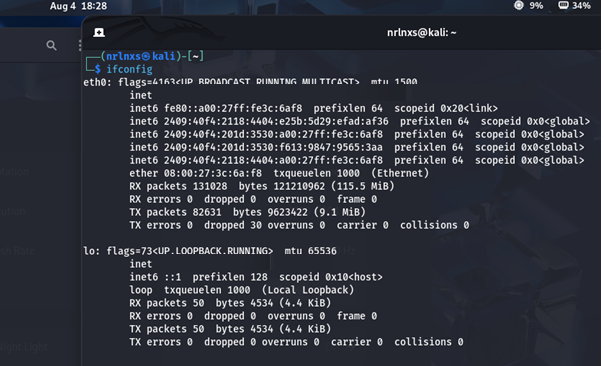 Aug 4 18:28
9%
34%
nrlnxs@kali: ~
(nrlnxs㉿kali)-[~]
$ ifconfig
eth0: flags=4163<UP,BROADCAST,RUNNING,MULTICAST> mtu 1500
inet
inet6 fe80::a00:27ff:fe3c:6af8 prefixlen 64 scopeid 0x20<link>
inet6 2409:40f4:2118:4404:e25b:5d29:efad:af36 prefixlen 64 scopeid 0x0<global>
inet6 2409:40f4:201d:3530:a00:27ff:fe3c:6af8 prefixlen 64 scopeid 0x0<global>
inet6 2409:40f4:201d:3530:f613:9847:9565:3aa prefixlen 64 scopeid 0x0<global>
inet6 2409:40f4:2118:4404:a00:27ff:fe3c:6af8 prefixlen 64 scopeid 0x0<global>
ether 08:00:27:3c:6a:f8 txqueuelen 1000 (Ethernet)
RX packets 131028 bytes 121210962 (115.5 MiB)
RX errors 0 dropped 0 overruns 0 frame 0
TX packets 82631 bytes 9623422 (9.1 MiB)
TX errors 0 dropped 30 overruns 0 carrier 0 collisions 0
lo: flags=73<UP,LOOPBACK,RUNNING> mtu 65536
inet
inet6 ::1 prefixlen 128 scopeid 0x10<host>
loop txqueuelen 1000 (Local Loopback)
RX packets 50 bytes 4534 (4.4 KiB)
RX errors 0 dropped 0 overruns 0 frame 0
TX packets 50 bytes 4534 (4.4 KiB)
TX errors 0 dropped 0 overruns 0 carrier 0 collisions 0